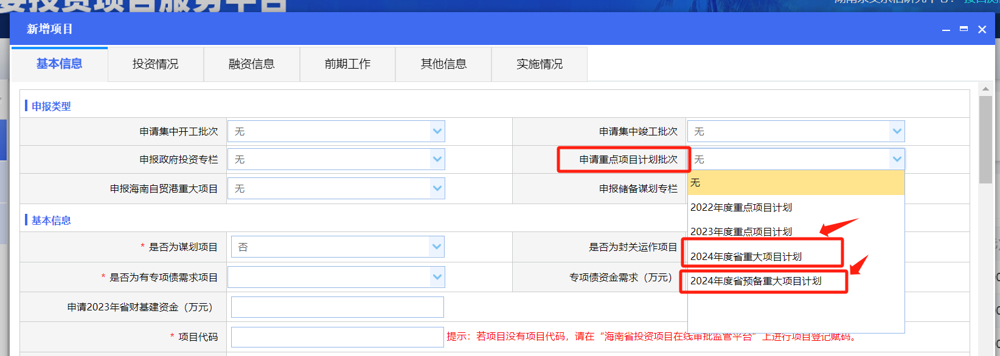 投资项目服务平台
新增项目
基本信息 投资情况 融资信息 前期工作 其他信息 实施情况
申报类型
申请集中开工批次 无 申请集中竣工批次 无
申报政府投资专栏 无 申请重点项目计划批次 无
申报海南自贸港重大项目 无 申报储备谋划专栏
无
2022年度重点项目计划
2023年度重点项目计划
2024年度省重大项目计划
2024年度省预备重大项目计划
基本信息
* 是否为谋划项目 否 是否为封关运作项目
* 是否为有专项债需求项目 专项债资金需求（万元）
申请2023年省财基建资金（万元）
* 项目代码 提示：若项目没有项目代码，请在“海南省投资项目在线审批监管平台”上进行项目登记赋码。